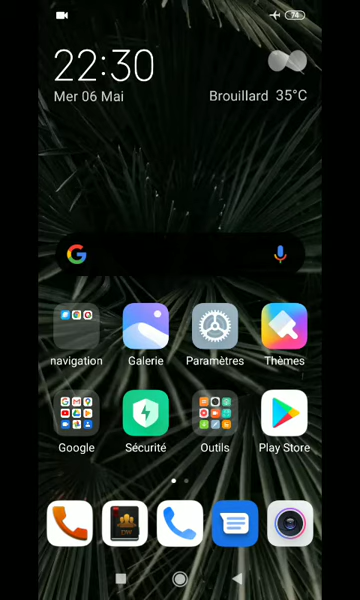 74
22:30
Mer 06 Mai
Brouillard 35°C
navigation Galerie Paramètres Thèmes
Google Sécurité Outils Play Store